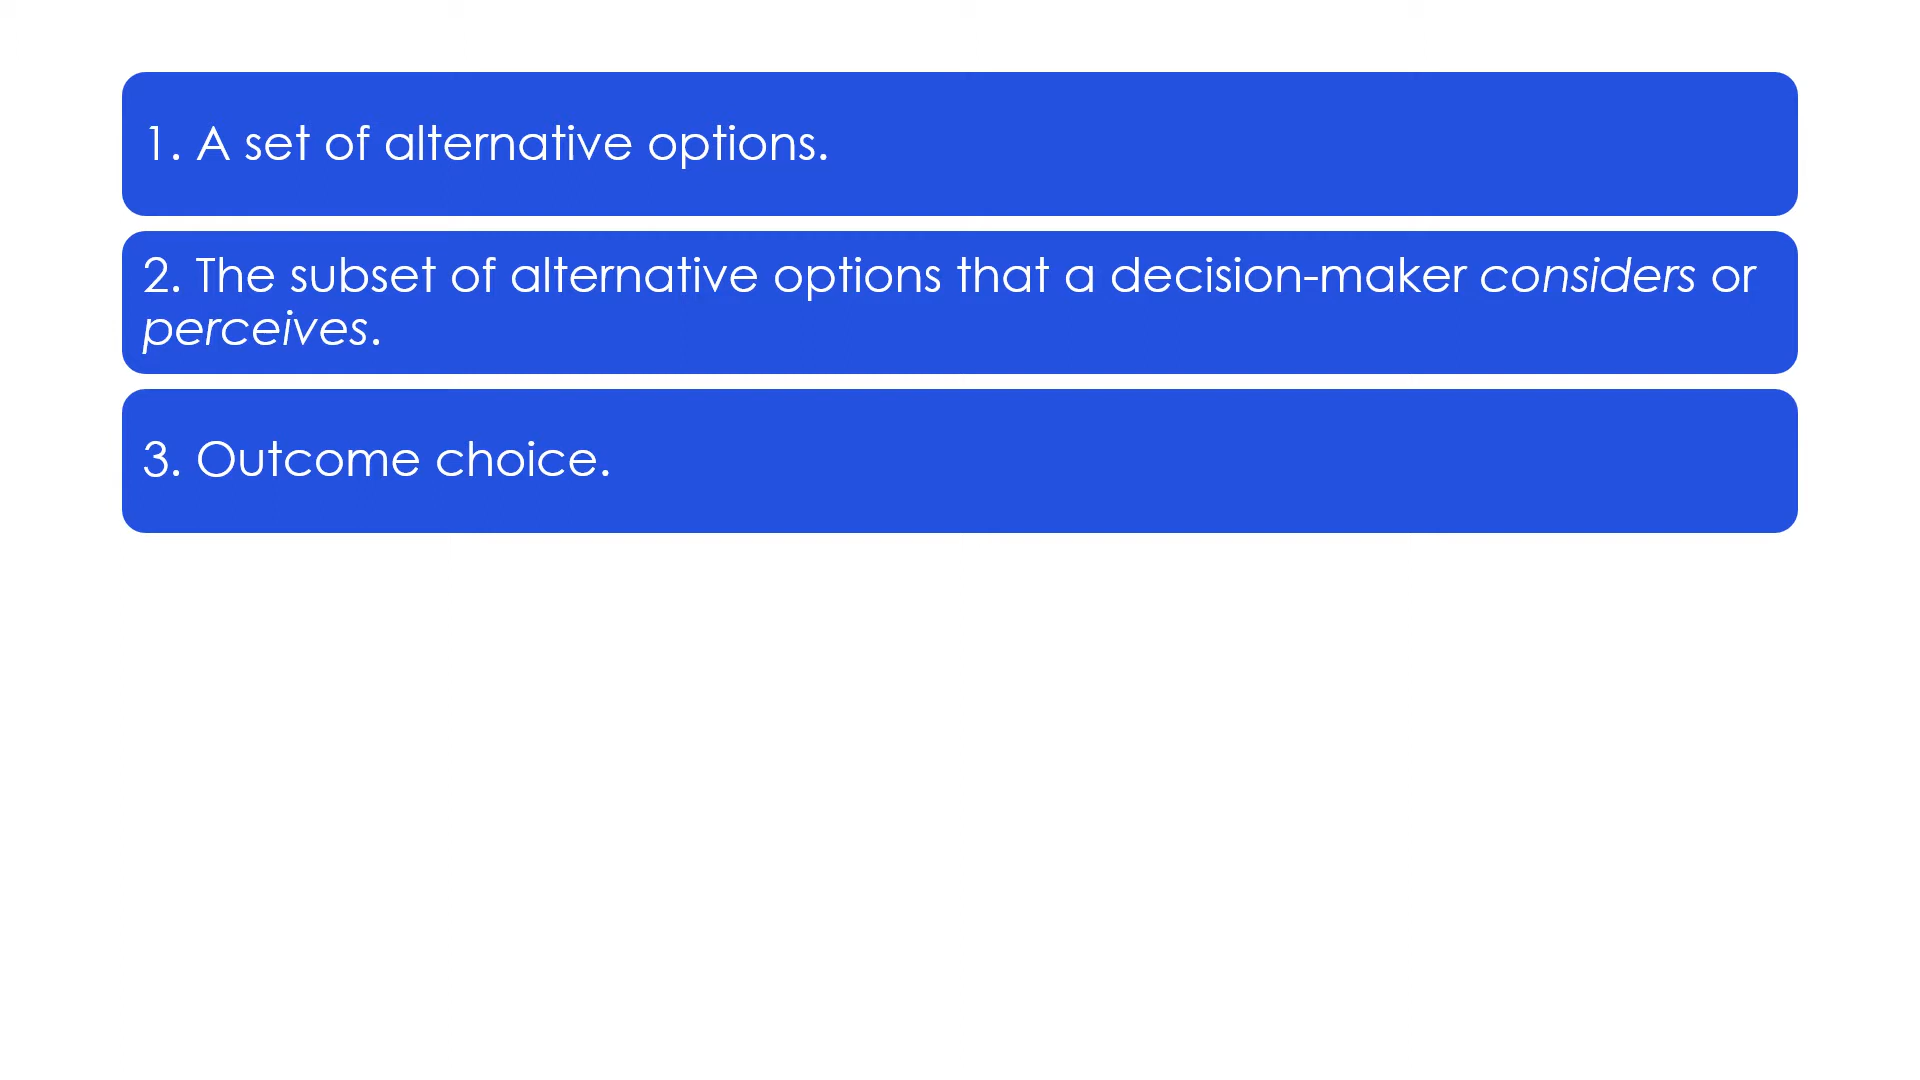 1. A set of alternative options.
2. The subset of alternative options that a decision-maker considers or
perceives.
3. Outcome choice.